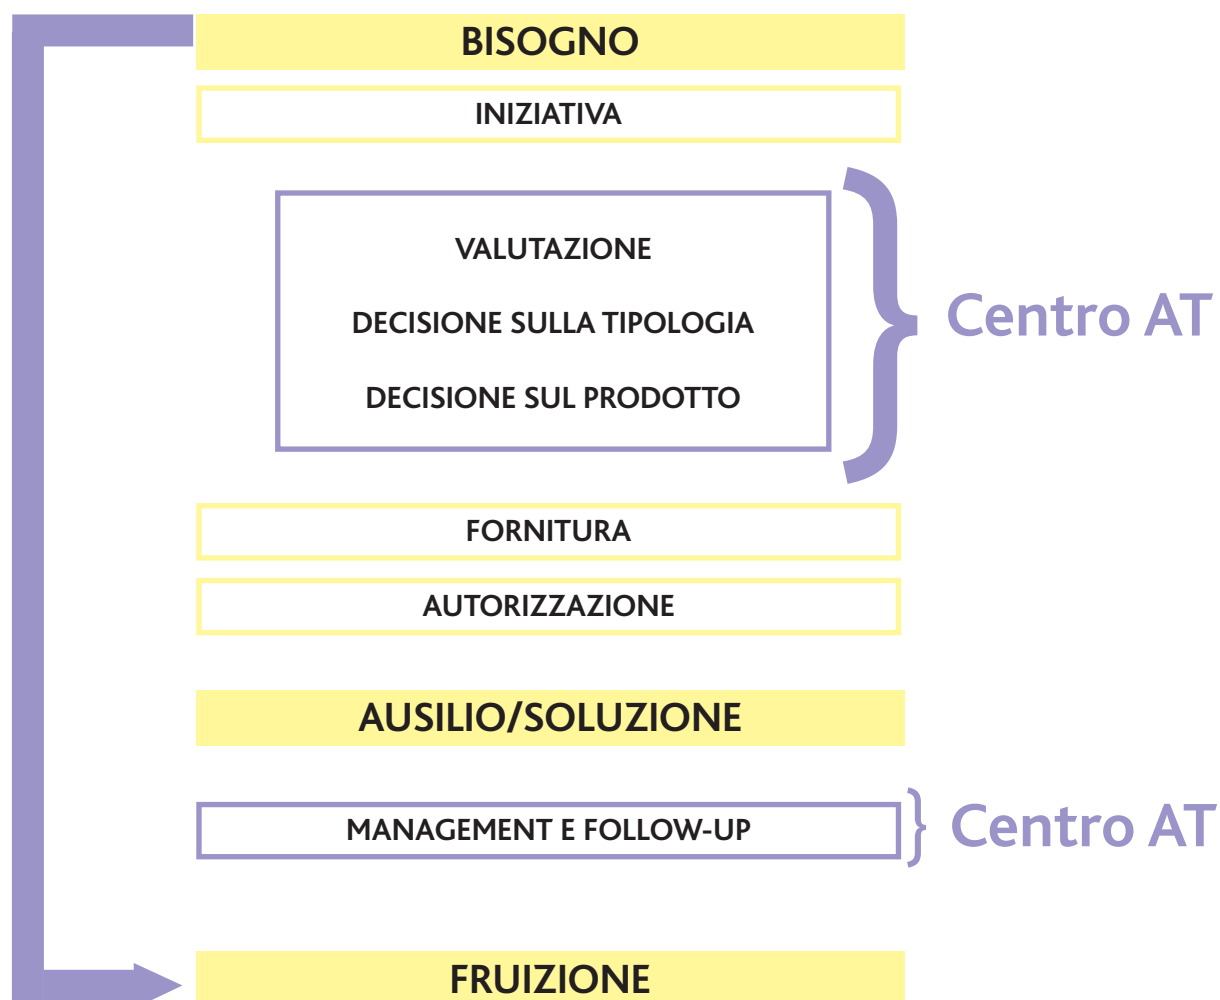 BISOGNO
INIZIATIVA
VALUTAZIONE
DECISIONE SULLA TIPOLOGIA
DECISIONE SUL PRODOTTO
Centro AT
FORNITURA
AUTORIZZAZIONE
AUSILIO/SOLUZIONE
MANAGEMENT E FOLLOW-UP
Centro AT
FRUIZIONE